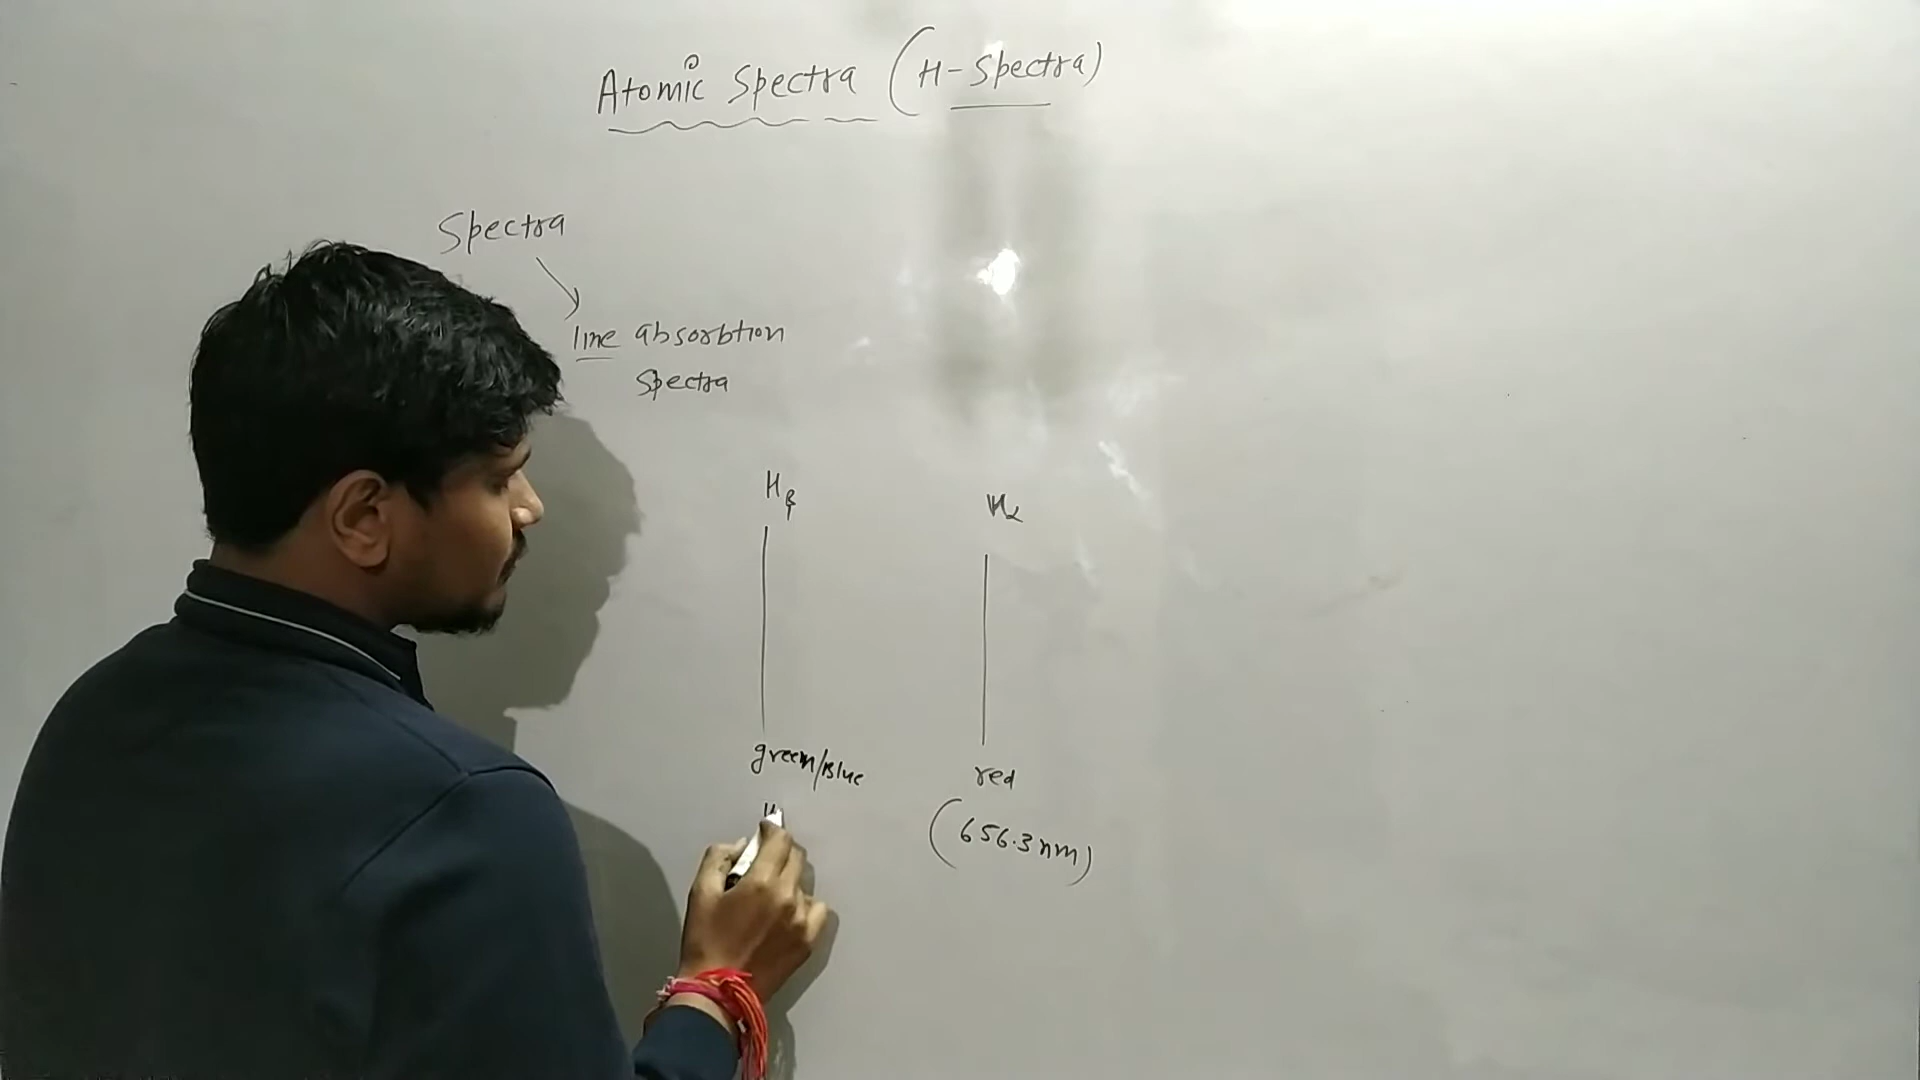 Atomic Spectra (H-Spectra)
Spectra
line absorbtion
spectra
Hβ
Hα
green/Blue
red
(656.3 nm)